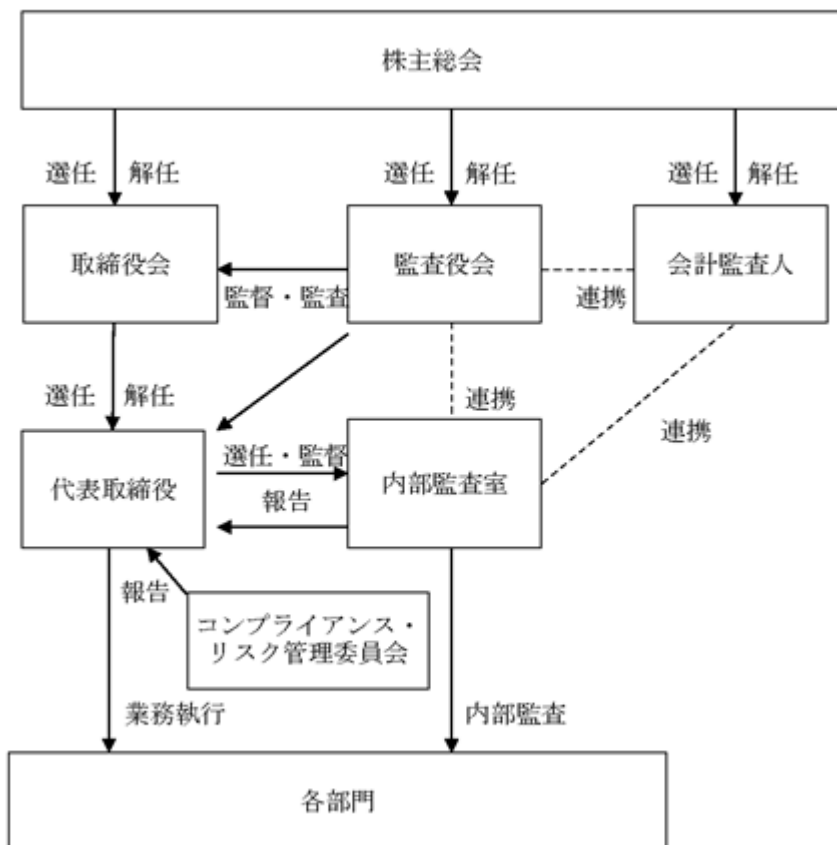 株主総会
選任 解任
選任 解任
選任 解任
取締役会
監査役会
会計監査人
監督・監査
連携
選任 解任
連携
連携
代表取締役
選任・監督
報告
内部監査室
報告
コンプライアンス・
リスク管理委員会
業務執行
内部監査
各部門